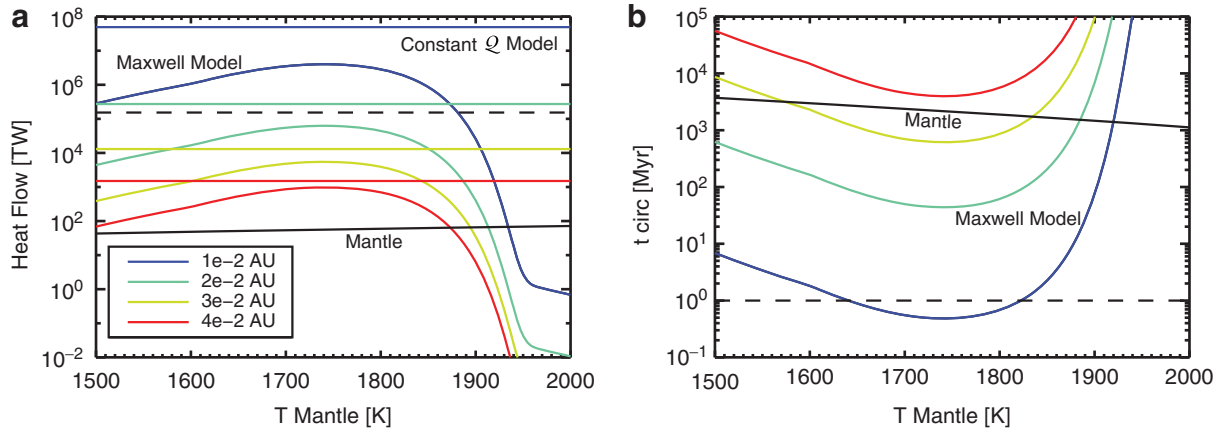 a
Heat Flow [TW]
10^8
10^6
10^4
10^2
10^0
10^-2
Constant Q Model
Maxwell Model
Mantle
1e-2 AU
2e-2 AU
3e-2 AU
4e-2 AU
1500 1600 1700 1800 1900 2000
T Mantle [K]
b
t circ [Myr]
10^5
10^4
10^3
10^2
10^1
10^0
10^-1
Mantle
Maxwell Model
1500 1600 1700 1800 1900 2000
T Mantle [K]